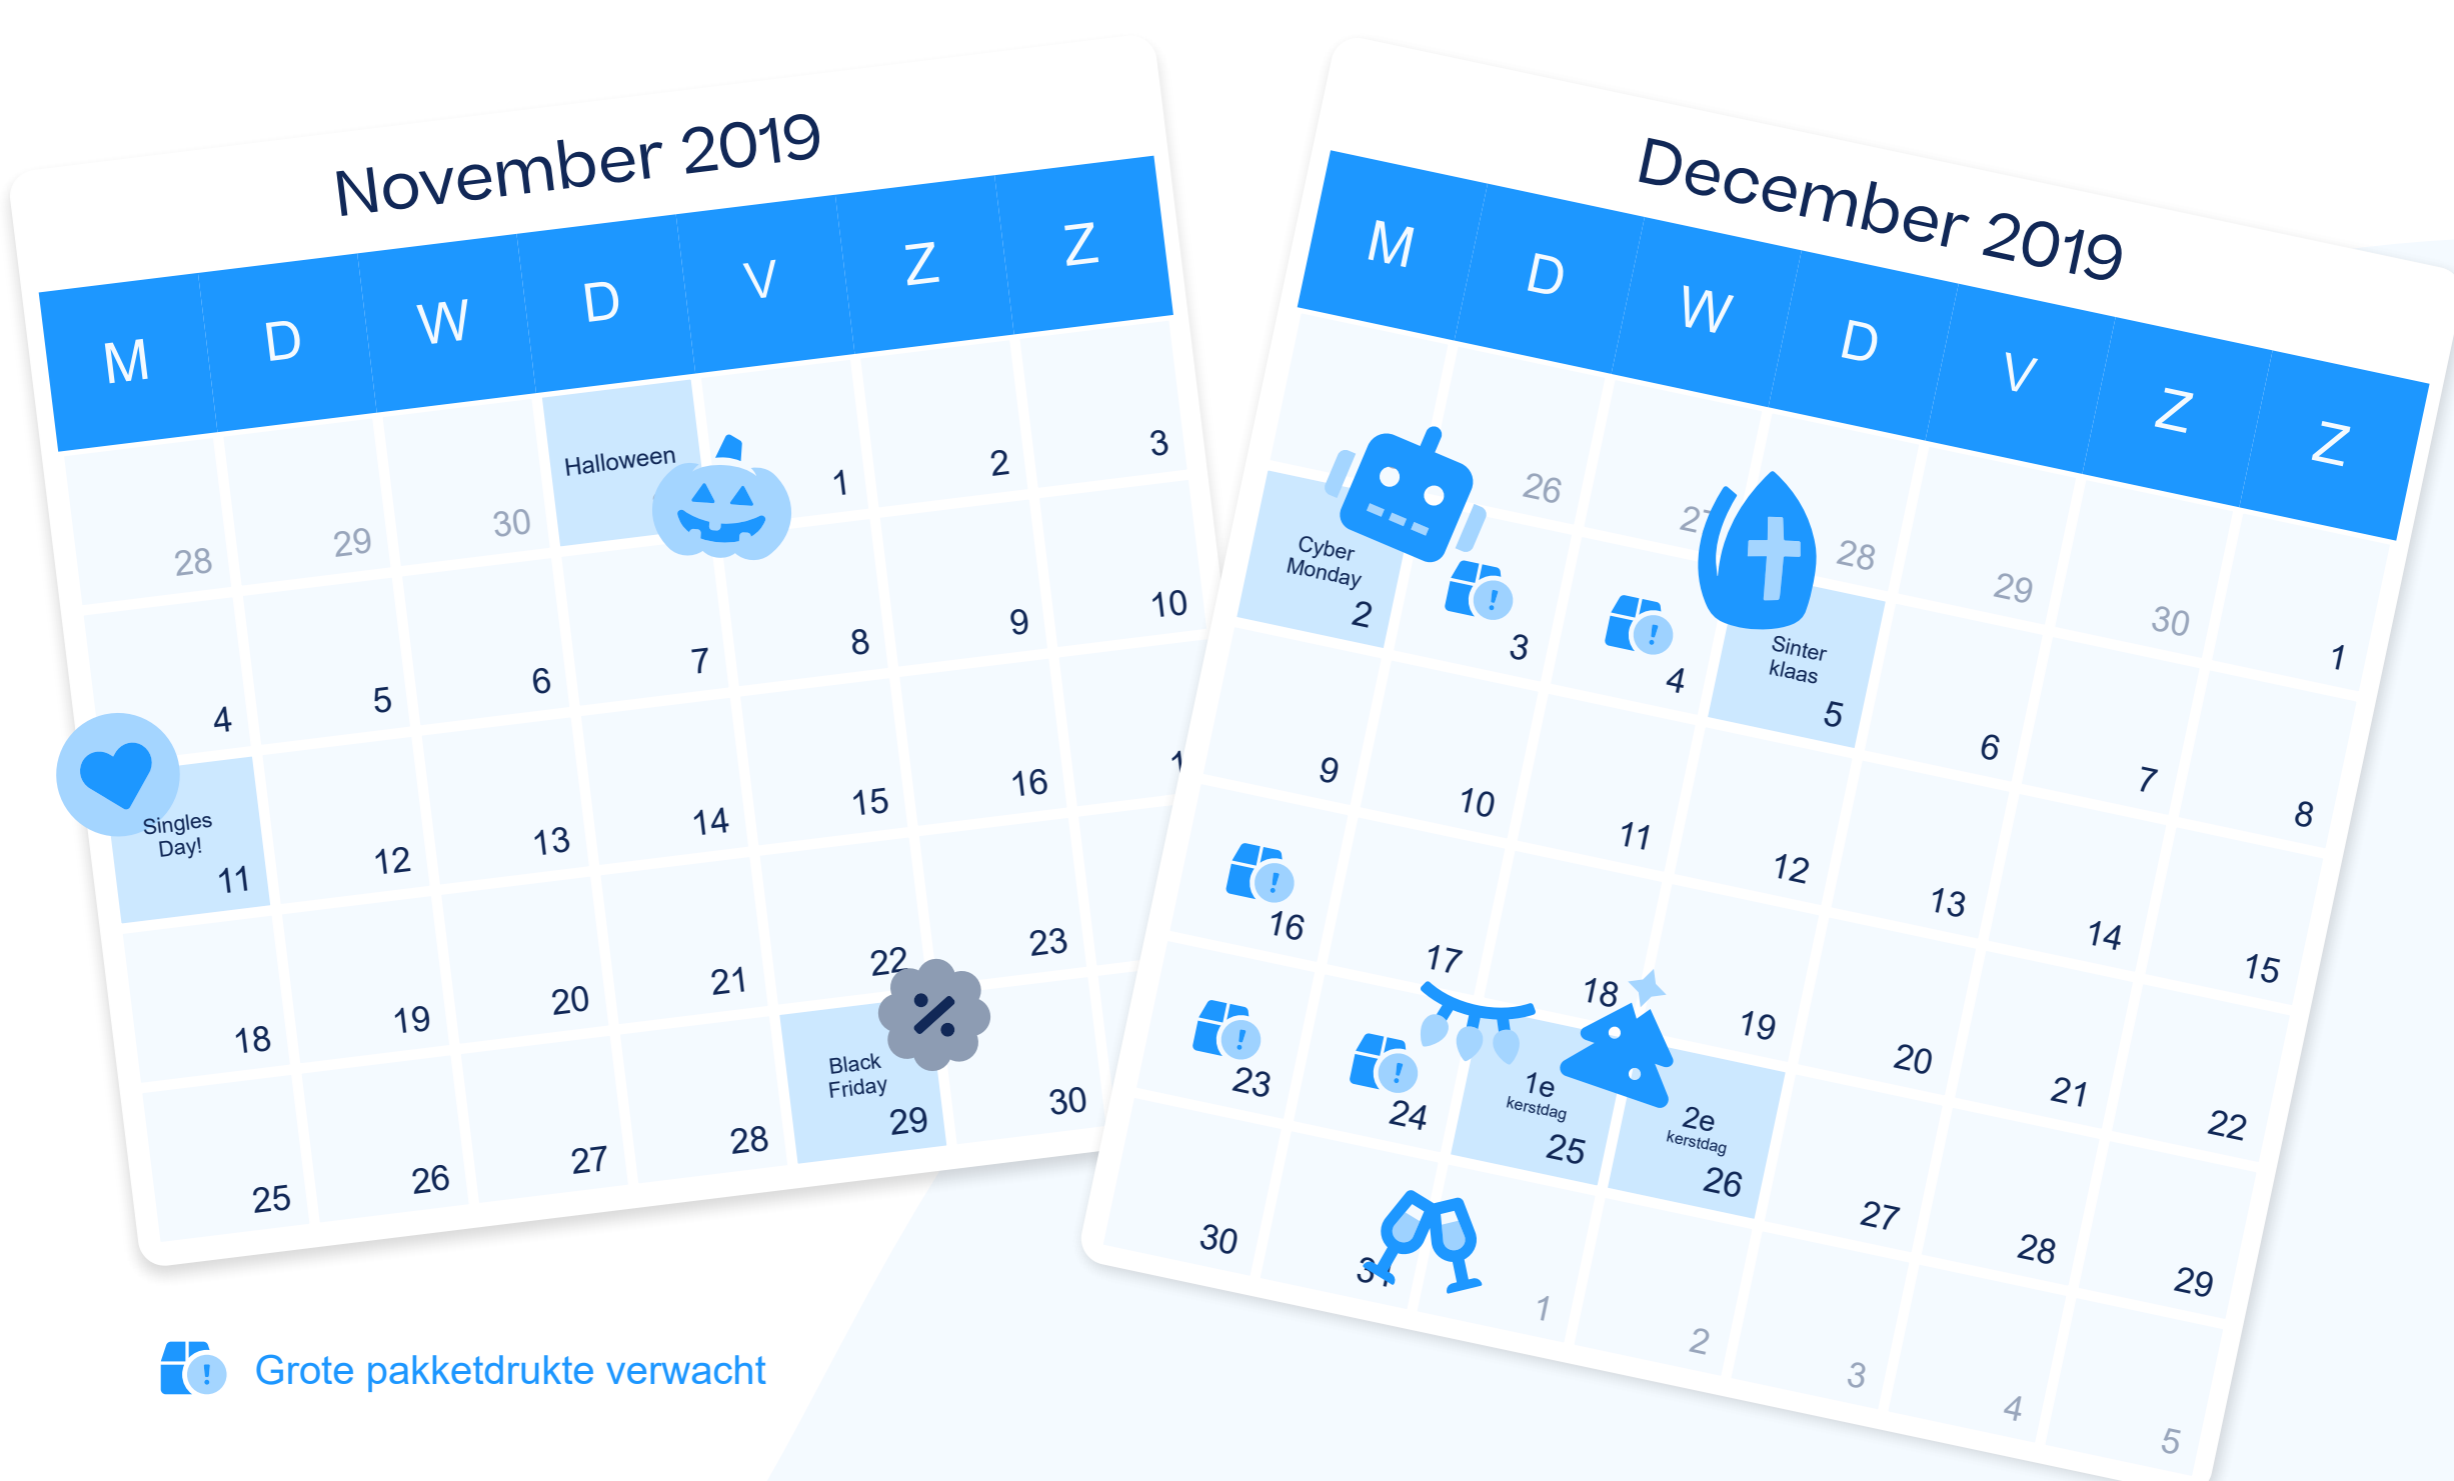 November 2019
M D W D V Z Z
Halloween
28 29 30 1 2 3
4 5 6 7 8 9 10
Singles
Day!
11 12 13 14 15 16
18 19 20 21 22 23
Black
Friday
25 26 27 28 29 30
December 2019
M D W D V Z Z
26 27 28 29 30 1
Cyber
Monday
Sinter
klaas
2 3 4 5 6 7 8
9 10 11 12 13 14 15
16 17 18 19 20 21 22
1e
kerstdag
2e
kerstdag
23 24 25 26 27 28 29
30 31 1 2 3 4 5
! Grote pakketdrukte verwacht